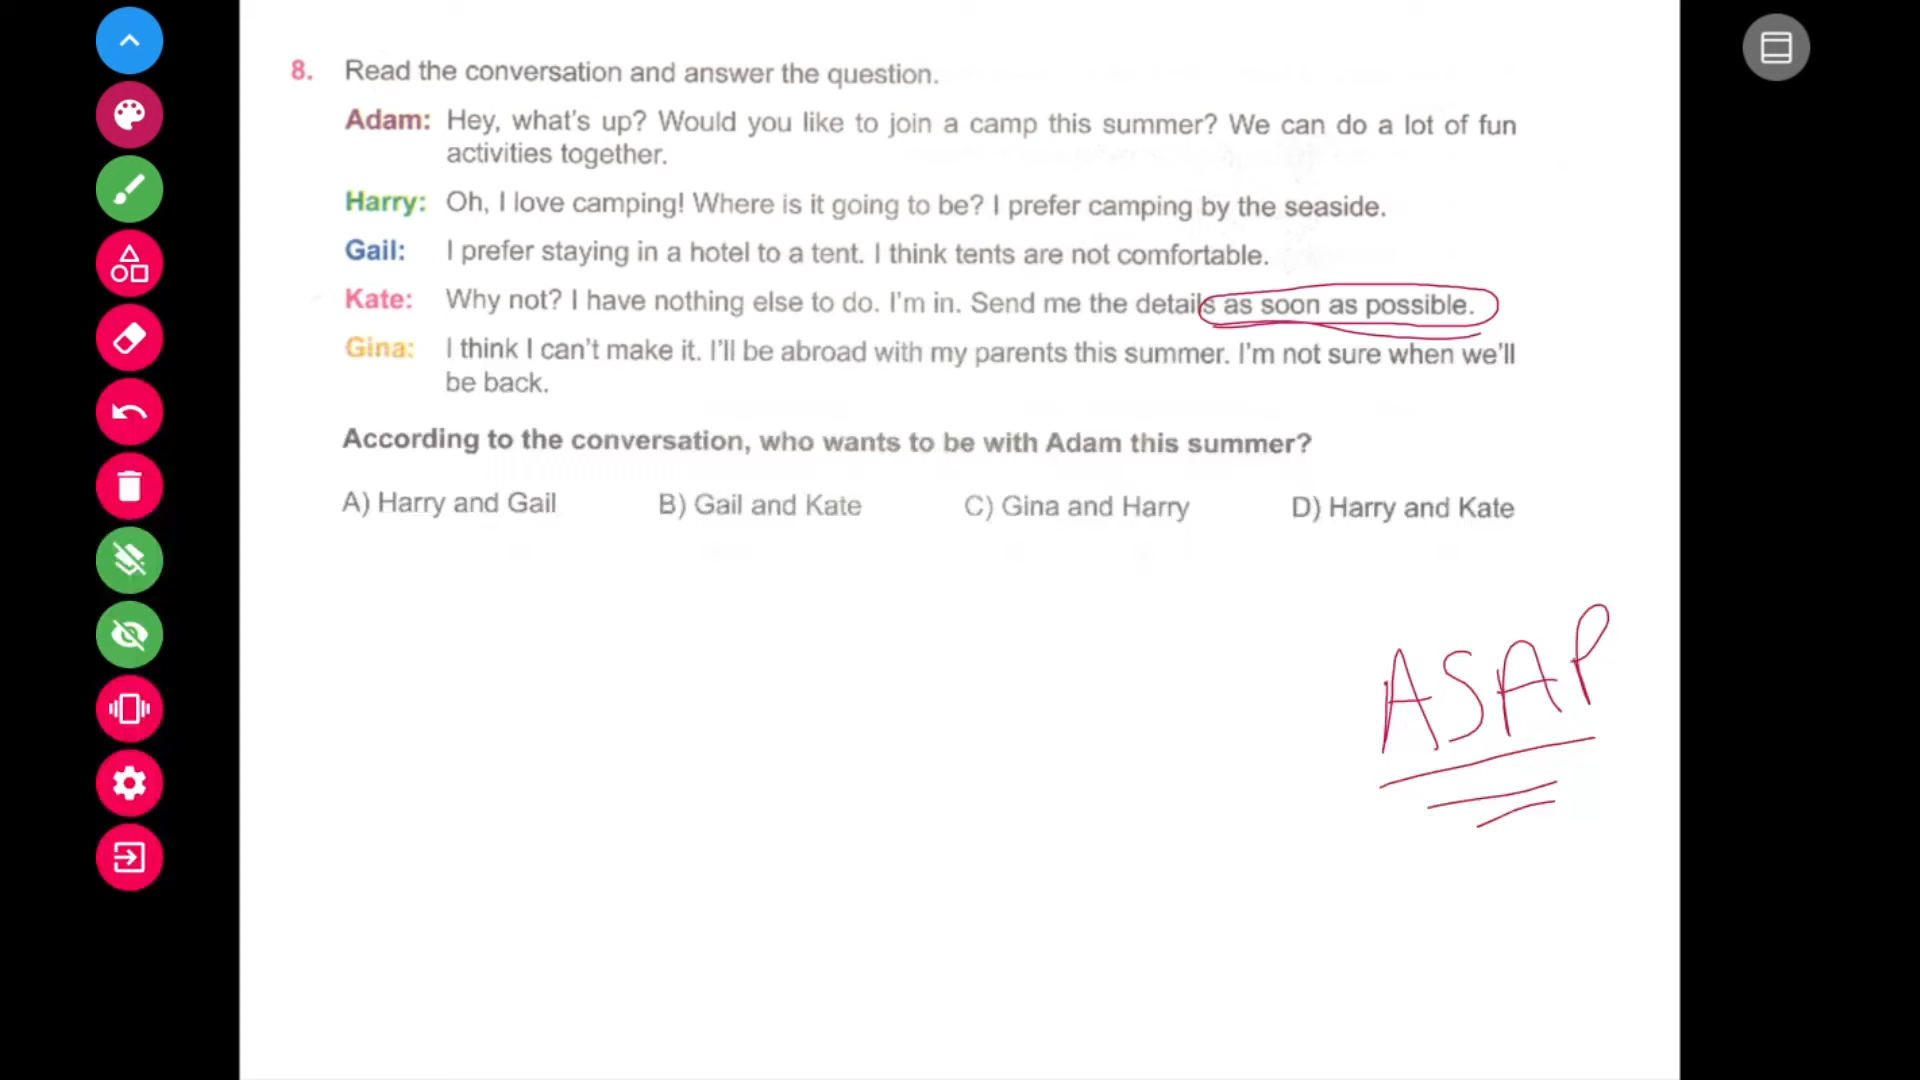 8. Read the conversation and answer the question.
Adam: Hey, what's up? Would you like to join a camp this summer? We can do a lot of fun
activities together.
Harry: Oh, I love camping! Where is it going to be? I prefer camping by the seaside.
Gail: I prefer staying in a hotel to a tent. I think tents are not comfortable.
Kate: Why not? I have nothing else to do. I'm in. Send me the details as soon as possible.
Gina: I think I can't make it. I'll be abroad with my parents this summer. I'm not sure when we'll
be back.
According to the conversation, who wants to be with Adam this summer?
A) Harry and Gail B) Gail and Kate C) Gina and Harry D) Harry and Kate
ASAP